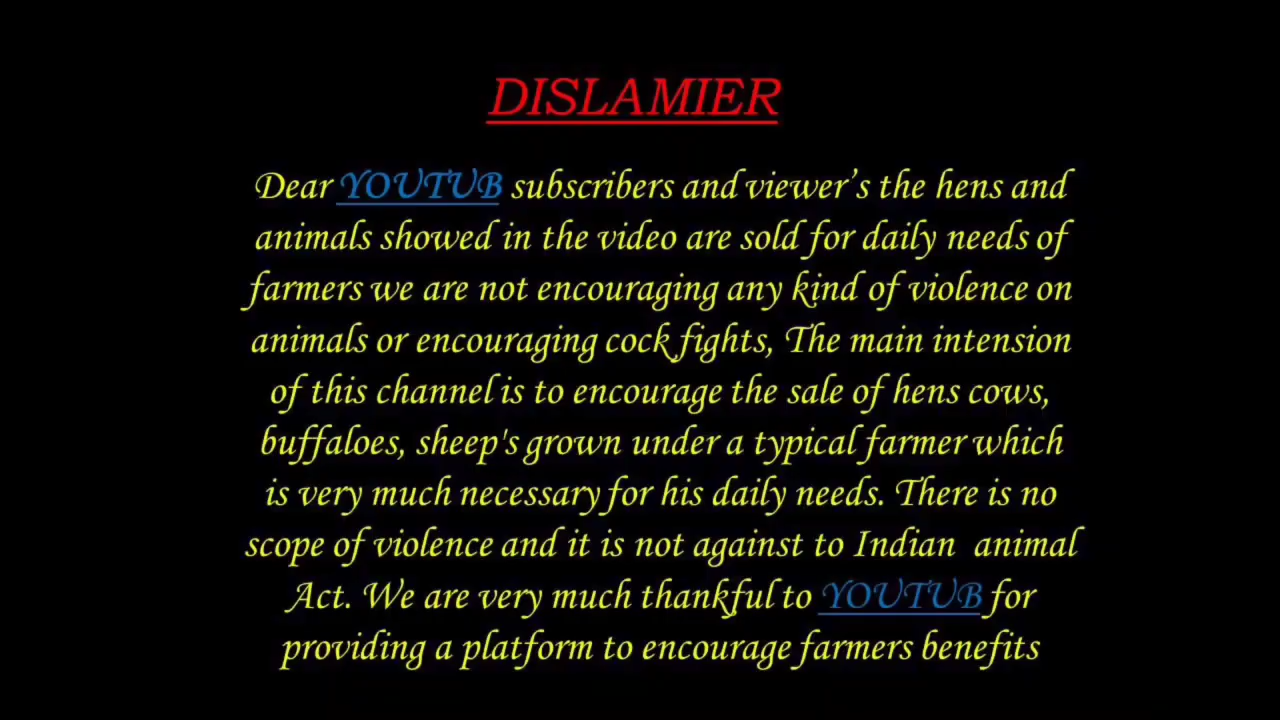 DISLAMIER
Dear YOUTUB subscribers and viewer’s the hens and
animals showed in the video are sold for daily needs of
farmers we are not encouraging any kind of violence on
animals or encouraging cock fights, The main intension
of this channel is to encourage the sale of hens cows,
buffaloes, sheep's grown under a typical farmer which
is very much necessary for his daily needs. There is no
scope of violence and it is not against to Indian animal
Act. We are very much thankful to YOUTUB for
providing a platform to encourage farmers benefits